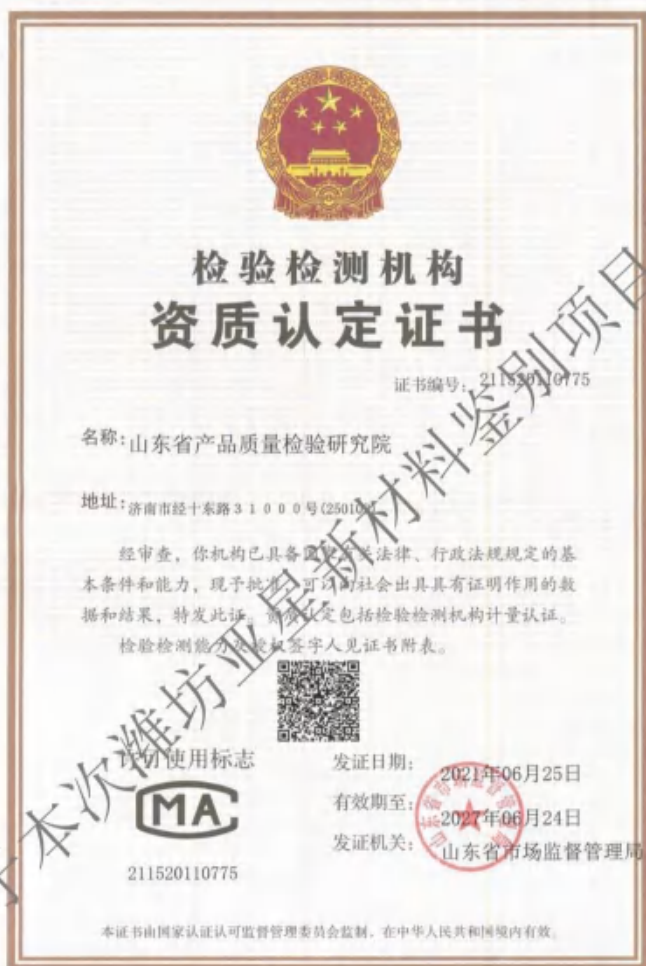 检验检测机构
资质认定证书
证书编号：211520110775
名称：山东省产品质量检验研究院
地址：济南市经十东路３１０００号(250102)
经审查，你机构已具备国家有关法律、行政法规规定的基
本条件和能力，现予批准，可以向社会出具具有证明作用的数
据和结果，特发此证。资质认定包括检验检测机构计量认证。
检验检测能力及授权签字人见证书附表。
许可使用标志
MA
211520110775
发证日期：2021年06月25日
有效期至：2027年06月24日
发证机关：山东省市场监督管理局
山东省市场监督管理局
本证书由国家认证认可监督管理委员会监制，在中华人民共和国境内有效。
本次潍坊亚星新材料鉴别项目